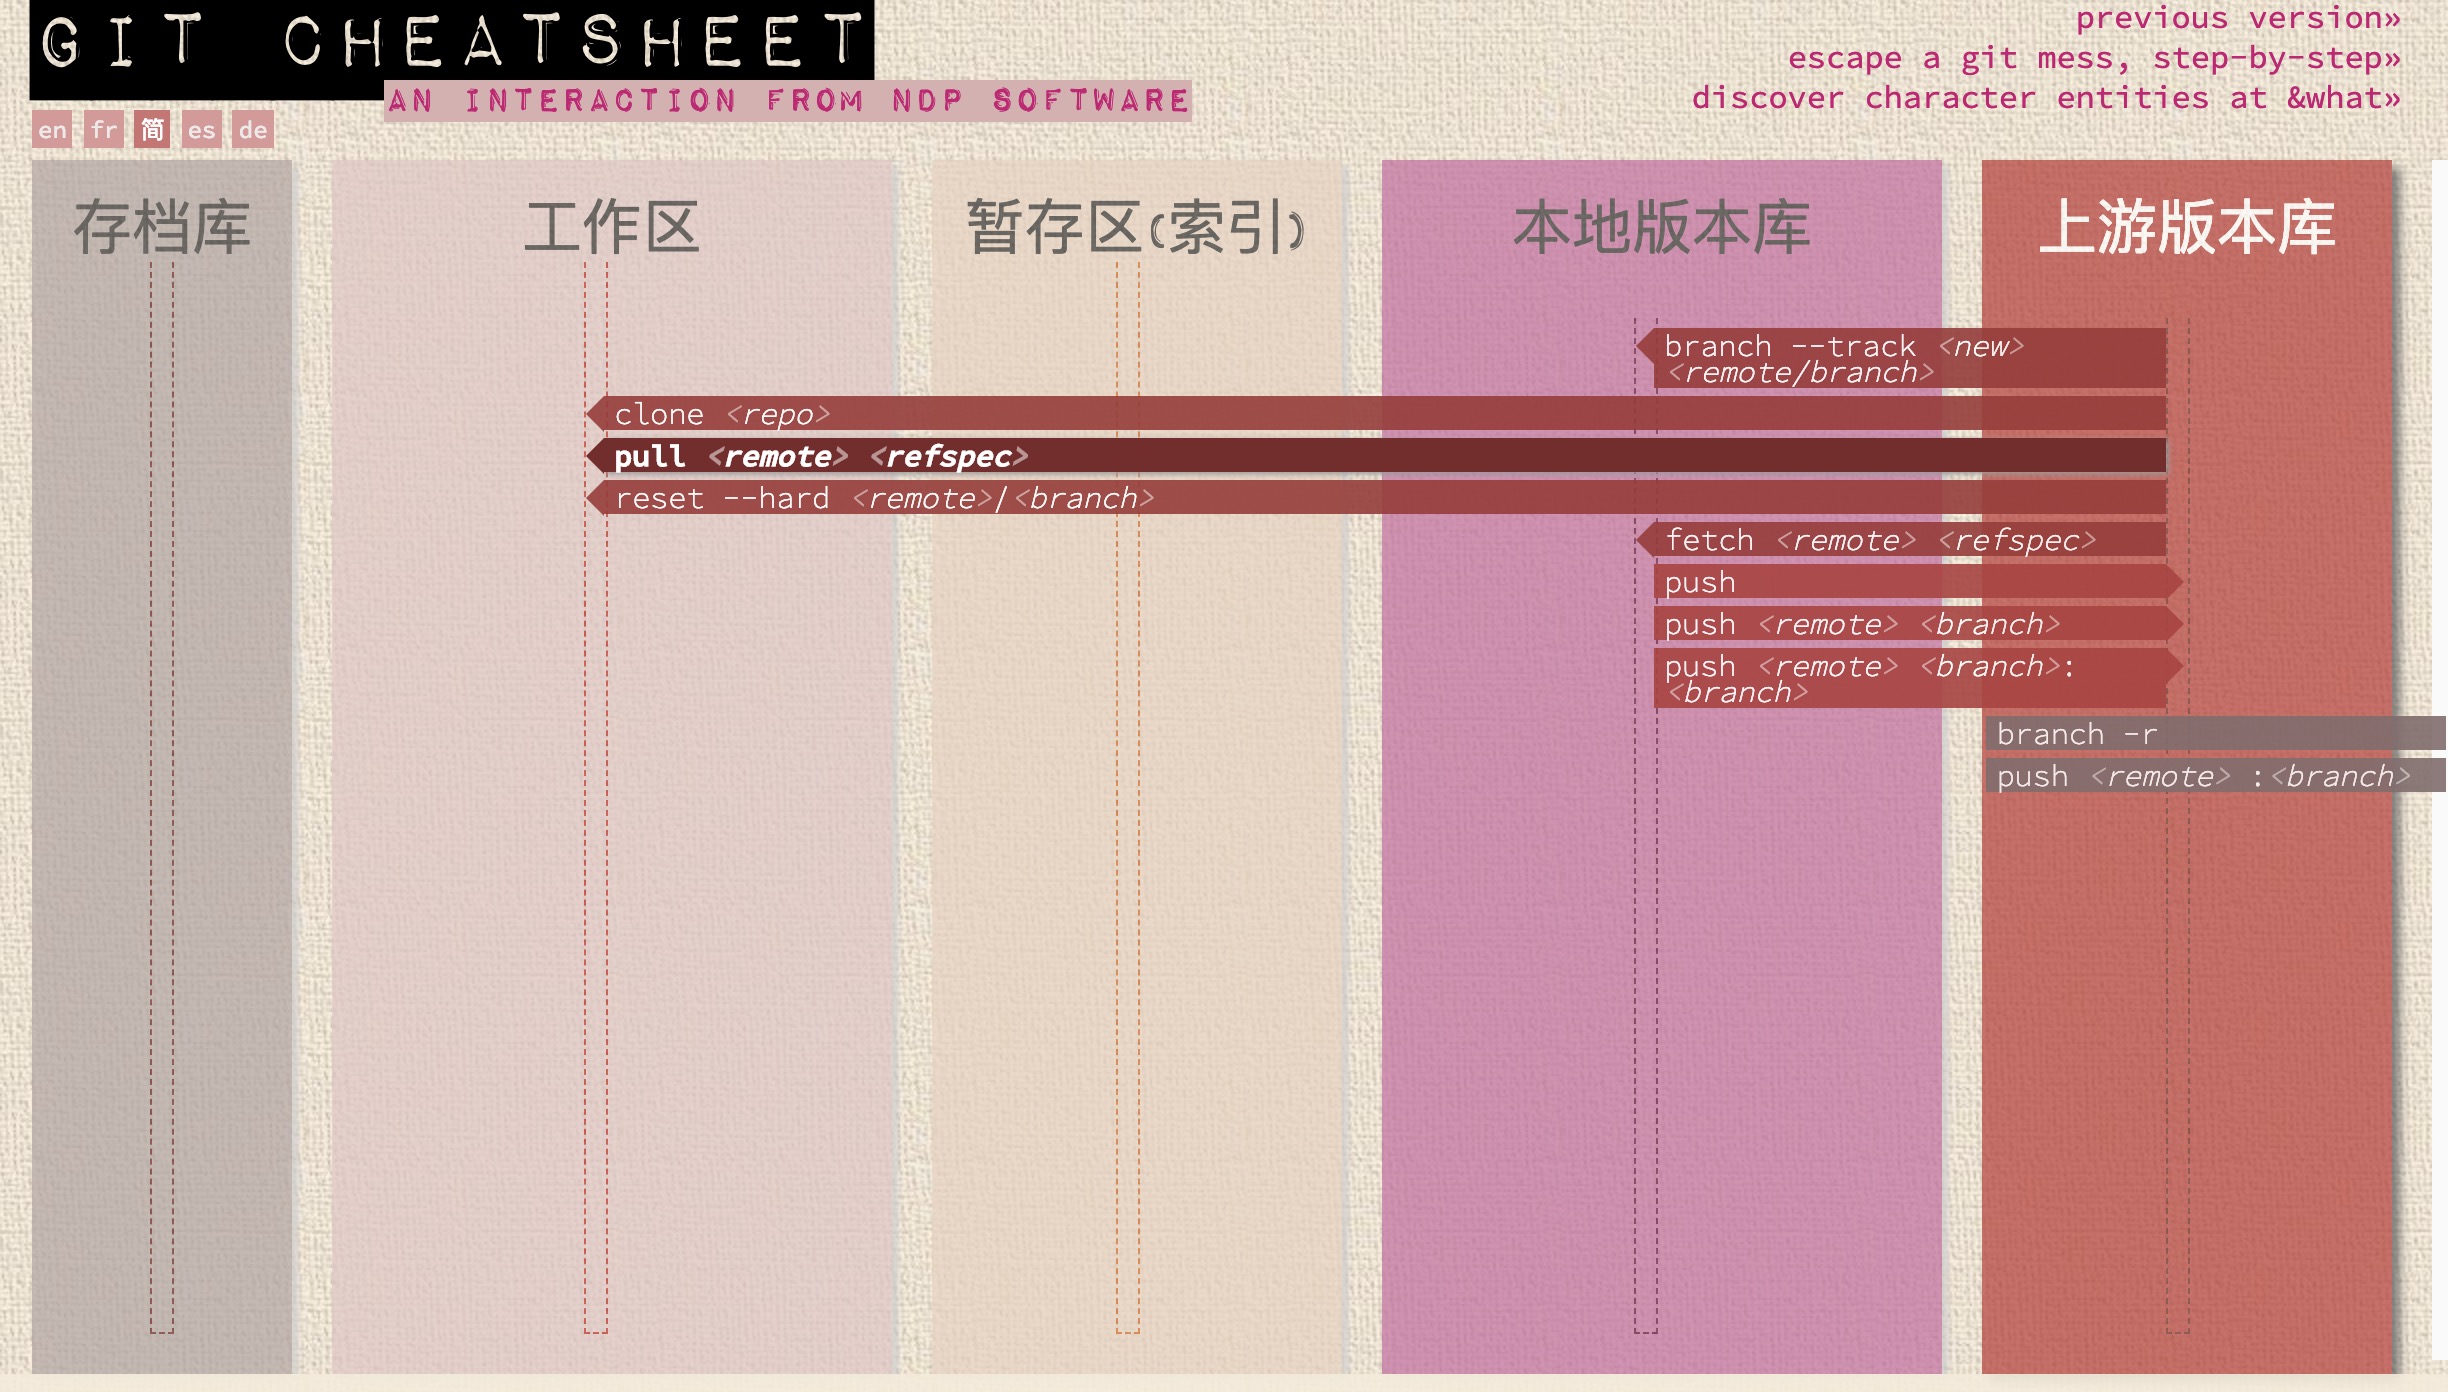 GIT CHEATSHEET
AN INTERACTION FROM NDP SOFTWARE
previous version»
escape a git mess, step-by-step»
discover character entities at &what»
en fr 简 es de
存档库
工作区
暂存区(索引)
本地版本库
上游版本库
branch --track <new>
<remote/branch>
clone <repo>
pull <remote> <refspec>
reset --hard <remote>/<branch>
fetch <remote> <refspec>
push
push <remote> <branch>
push <remote> <branch>:
<branch>
branch -r
push <remote> :<branch>